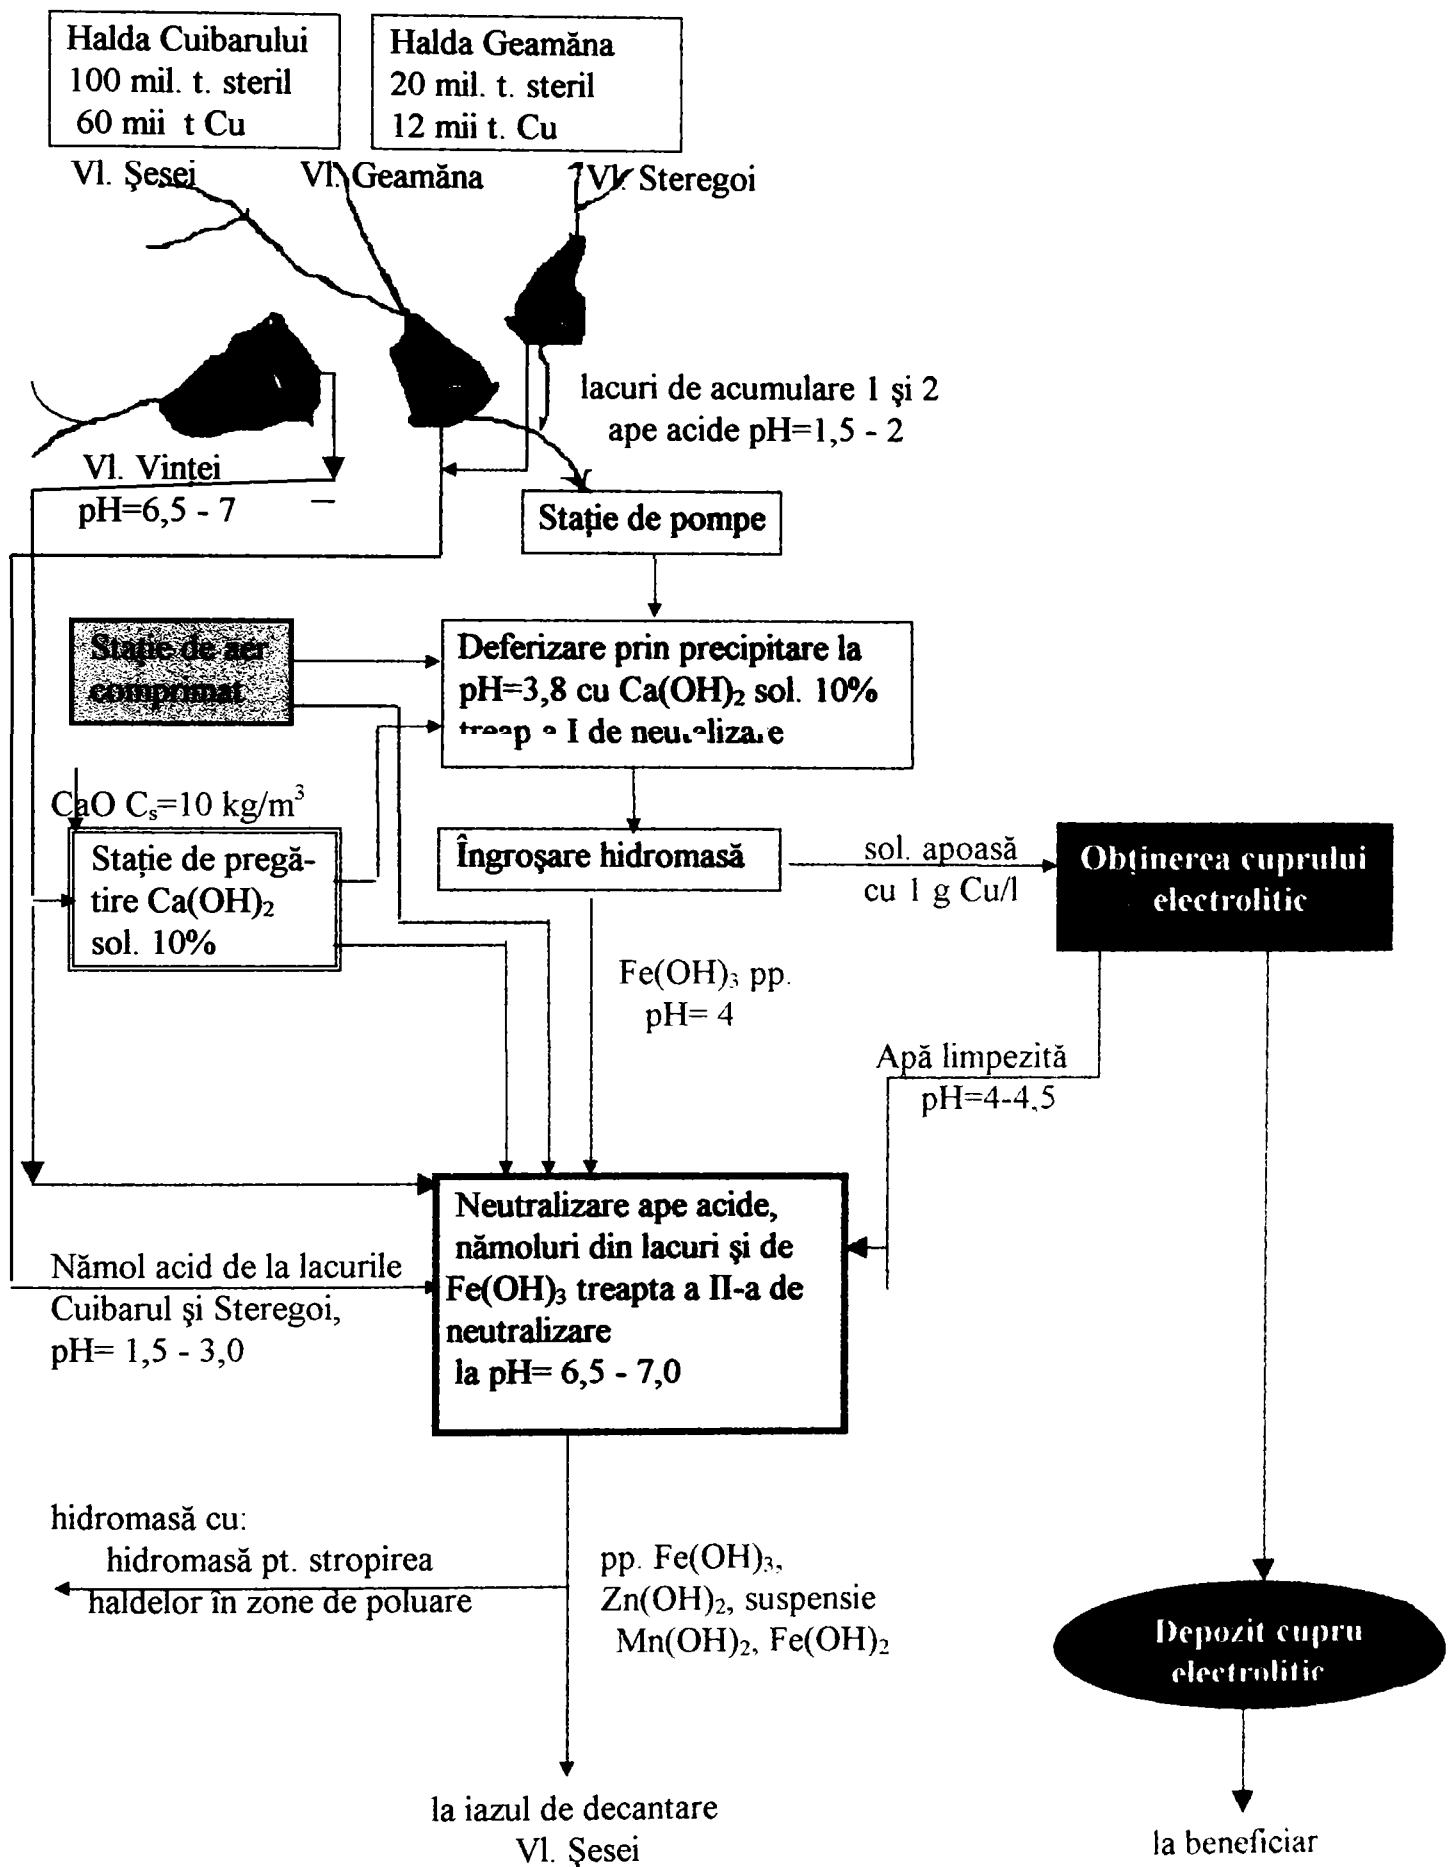 Halda Cuibarului
100 mil. t. steril
60 mii t Cu
Halda Geamăna
20 mil. t. steril
12 mii t. Cu
Vl. Şesei
Vl. Geamăna
Vl. Steregoi
lacuri de acumulare 1 şi 2
ape acide pH=1,5 - 2
Vl. Vinţei
pH=6,5 - 7
Staţie de pompe
Staţie de aer
comprimat
Deferizare prin precipitare la
pH=3,8 cu Ca(OH)₂ sol. 10%
I de
CaO Cₛ=10 kg/m³
Staţie de pregă-
tire Ca(OH)₂
sol. 10%
Îngroşare hidromasă
sol. apoasă
cu 1 g Cu/l
Obţinerea cuprului
electrolitic
Fe(OH)₃ pp.
pH= 4
Apă limpezită
pH=4-4,5
Neutralizare ape acide,
nămoluri din lacuri şi de
Fe(OH)₃ treapta a II-a de
neutralizare
la pH= 6,5 - 7,0
Nămol acid de la lacurile
Cuibarul şi Steregoi,
pH= 1,5 - 3,0
hidromasă cu:
hidromasă pt. stropirea
haldelor în zone de poluare
pp. Fe(OH)₃,
Zn(OH)₂, suspensie
Mn(OH)₂, Fe(OH)₂
Depozit cupru
electrolitic
la iazul de decantare
Vl. Şesei
la beneficiar